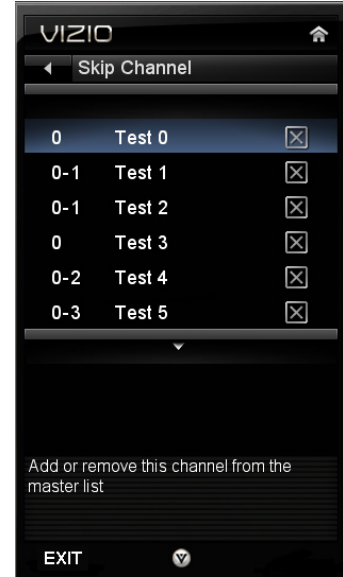 VIZIO
Skip Channel
0 Test 0
0-1 Test 1
0-1 Test 2
0 Test 3
0-2 Test 4
0-3 Test 5
Add or remove this channel from the
master list
EXIT V